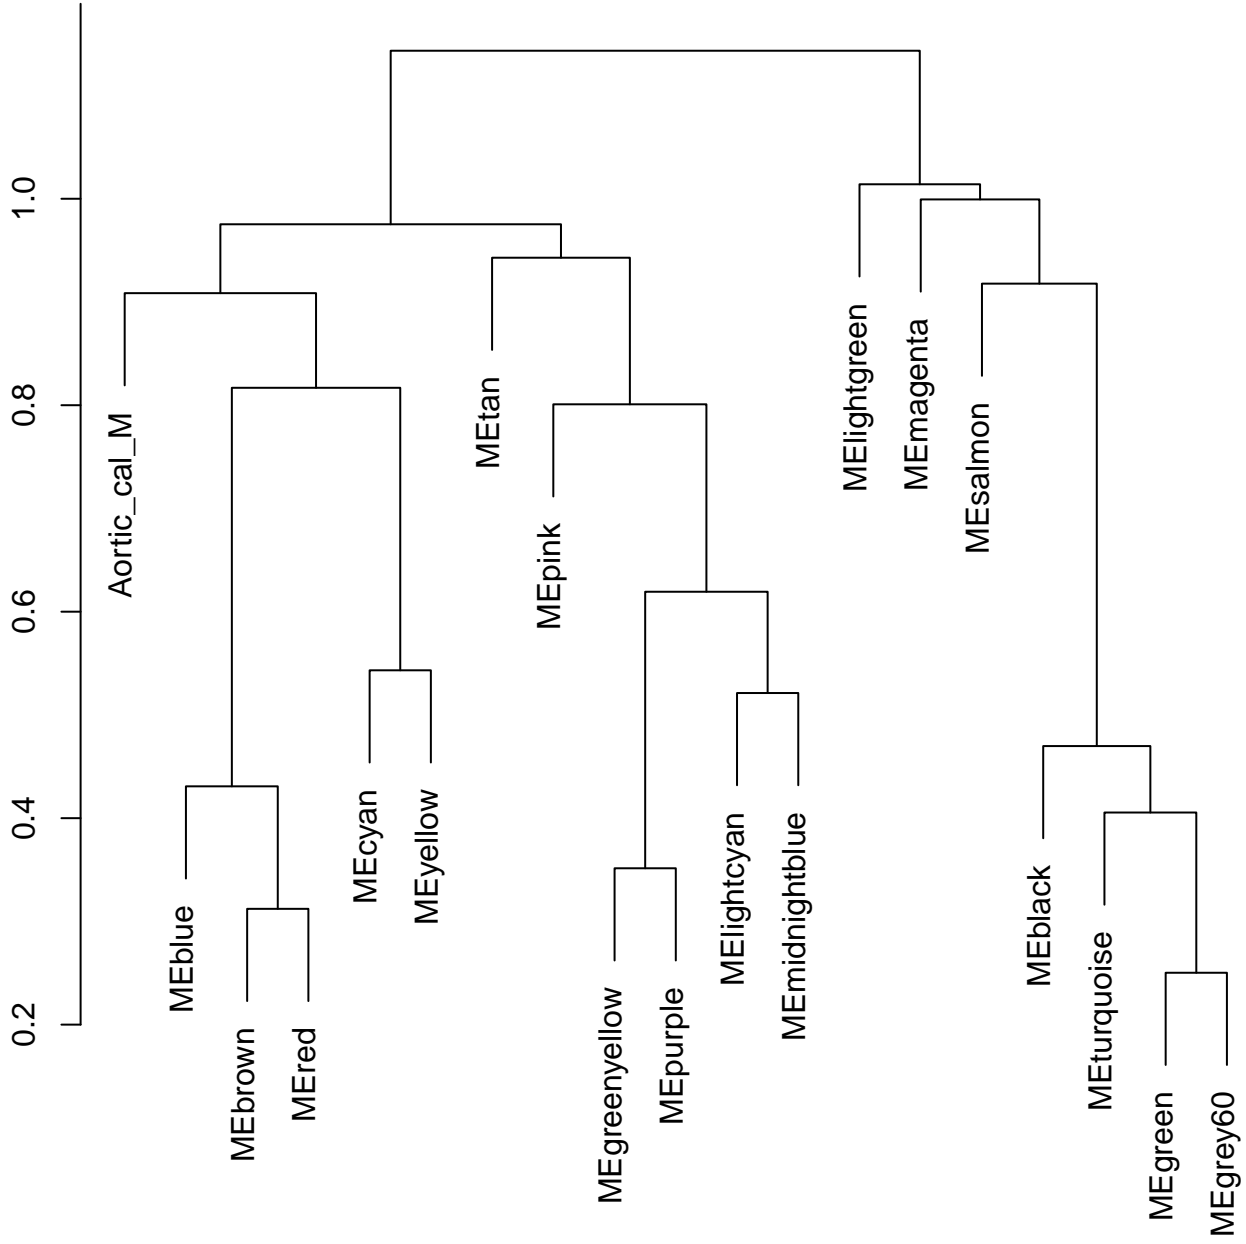 1.0
0.8
0.6
0.4
0.2
Aortic_cal_M
MEblue
MEbrown
MEred
MEcyan
MEyellow
MEtan
MEpink
MEgreenyellow
MEpurple
MElightcyan
MEmidnightblue
MElightgreen
MEmagenta
MEsalmon
MEblack
MEturquoise
MEgreen
MEgrey60